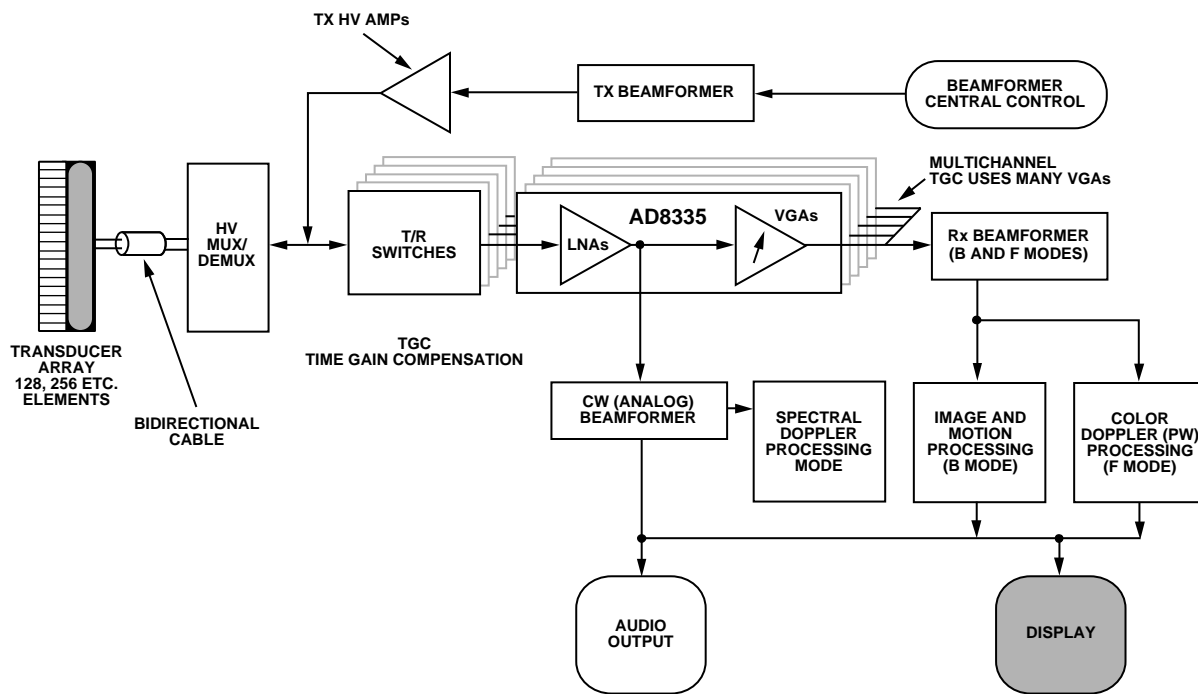 TX HV AMPs
TX BEAMFORMER
BEAMFORMER
CENTRAL CONTROL
MULTICHANNEL
TGC USES MANY VGAs
HV
MUX/
DEMUX
T/R
SWITCHES
AD8335
LNAs
VGAs
Rx BEAMFORMER
(B AND F MODES)
TRANSDUCER
ARRAY
128, 256 ETC.
ELEMENTS
BIDIRECTIONAL
CABLE
TGC
TIME GAIN COMPENSATION
CW (ANALOG)
BEAMFORMER
SPECTRAL
DOPPLER
PROCESSING
MODE
IMAGE AND
MOTION
PROCESSING
(B MODE)
COLOR
DOPPLER (PW)
PROCESSING
(F MODE)
AUDIO
OUTPUT
DISPLAY